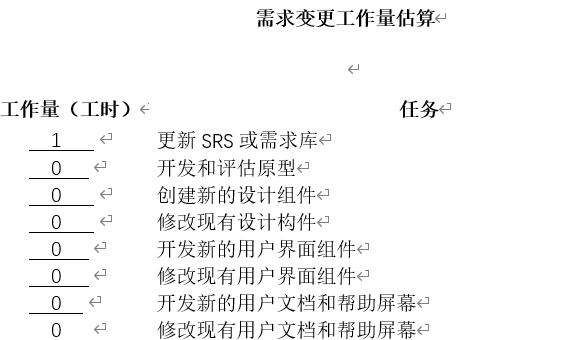 需求变更工作量估算
工作量（工时） 任务
1 更新 SRS 或需求库
0 开发和评估原型
0 创建新的设计组件
0 修改现有设计构件
0 开发新的用户界面组件
0 修改现有用户界面组件
0 开发新的用户文档和帮助屏幕
0 修改现有用户文档和帮助屏幕